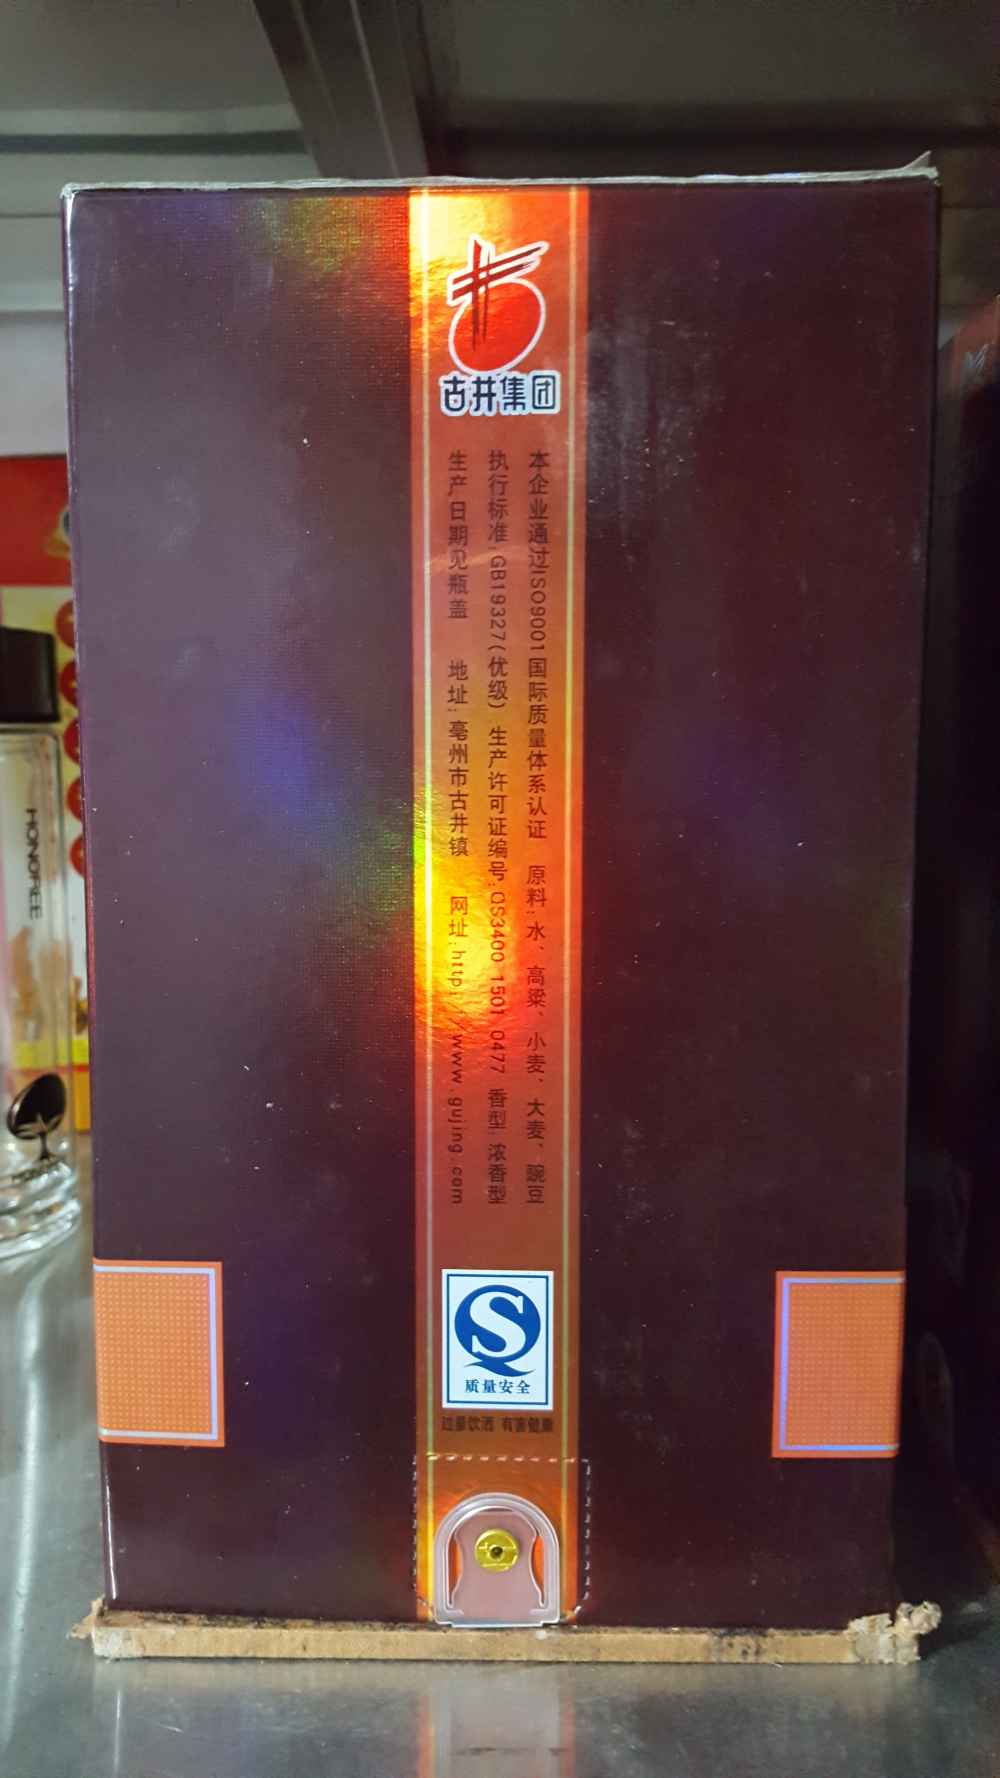 古井集团
本企业通过ISO9001国际质量体系认证 原料:水、高粱、小麦、大麦、豌豆
执行标准:GB19327(优级) 生产许可证编号:QS3400 1501 0477 香型:浓香型
生产日期见瓶盖 地址:亳州市古井镇 网址:http://www.gujing.com
质量安全
过量饮酒 有害健康
HONOREE